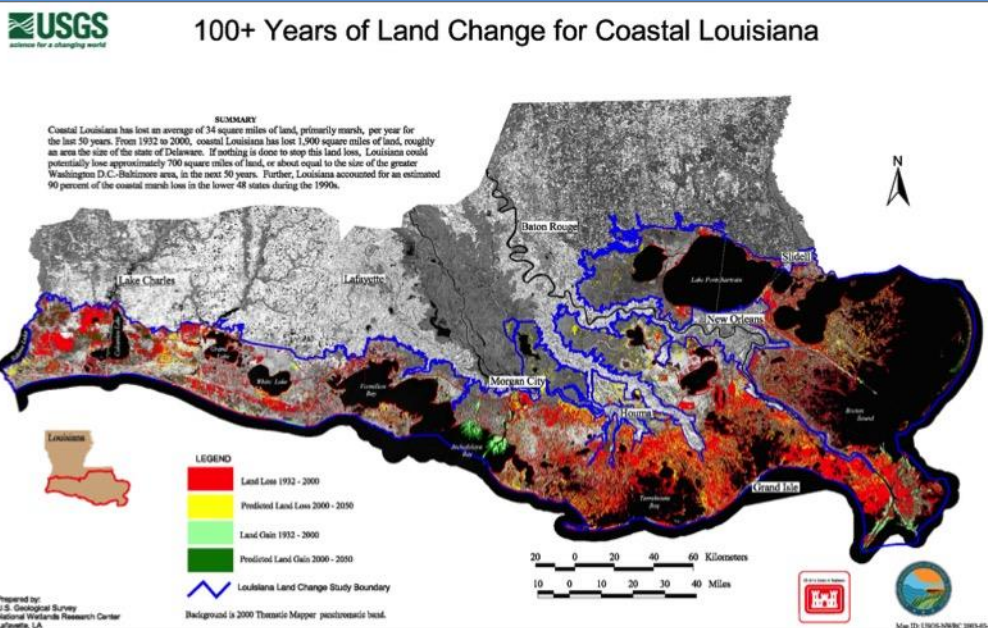 USGS
science for a changing world
100+ Years of Land Change for Coastal Louisiana
SUMMARY
Coastal Louisiana has lost an average of 34 square miles of land, primarily marsh, per year for
the last 50 years. From 1932 to 2000, coastal Louisiana has lost 1,900 square miles of land, roughly
an area the size of the state of Delaware. If nothing is done to stop this land loss, Louisiana could
potentially lose approximately 700 square miles of land, or about equal to the size of the greater
Washington D.C.-Baltimore area, in the next 50 years. Further, Louisiana accounted for an estimated
90 percent of the coastal marsh loss in the lower 48 states during the 1990s.
N
Baton Rouge
Slidell
Lake Charles
Lafayette
Lake Pontchartrain
New Orleans
Calcasieu Lake
Grand Lake
White Lake
Vermilion
Bay
Morgan City
Houma
Breton
Sound
Atchafalaya
Bay
Grand Isle
Terrebonne
Bay
Louisiana
LEGEND
Land Loss 1932 - 2000
Predicted Land Loss 2000 - 2050
Land Gain 1932 - 2000
Predicted Land Gain 2000 - 2050
Louisiana Land Change Study Boundary
Background is 2000 Thematic Mapper panchromatic band.
20 0 20 40 60 Kilometers
10 0 10 20 30 40 Miles
Prepared by:
U.S. Geological Survey
National Wetlands Research Center
Lafayette, LA
Map ID: USGS-NWRC 2003-03-